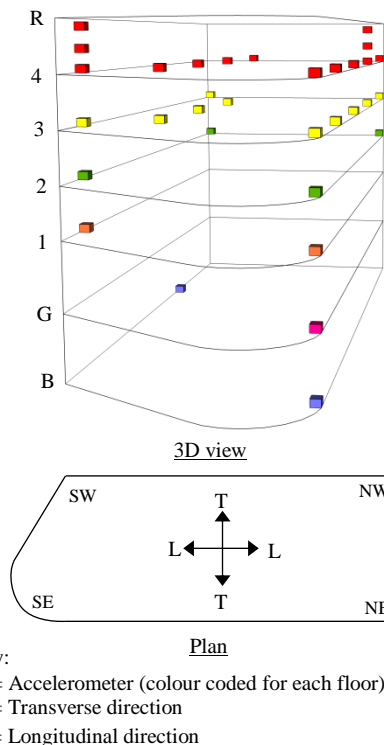 R
4
3
2
1
G
B
3D view
SW
NW
T
L
L
T
SE
Plan
= Accelerometer (colour coded for each floor)
= Transverse direction
= Longitudinal direction